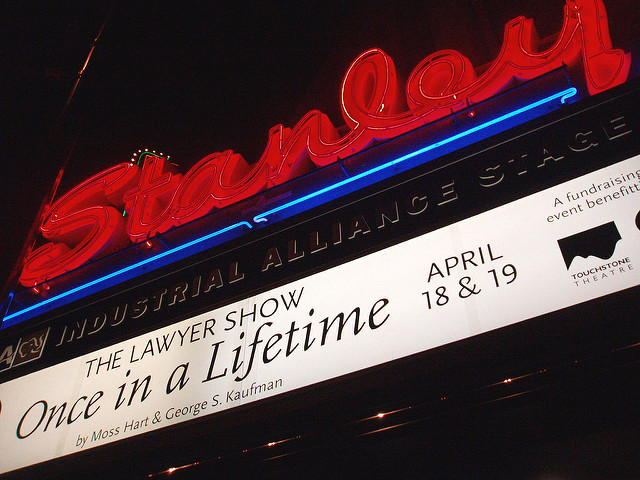 Stanley
INDUSTRIAL ALLIANCE STAGE
THE LAWYER SHOW
Once in a Lifetime
by Moss Hart & George S. Kaufman
APRIL
18 & 19
A fundraising
event benefitt
TOUCHSTONE
THEATRE